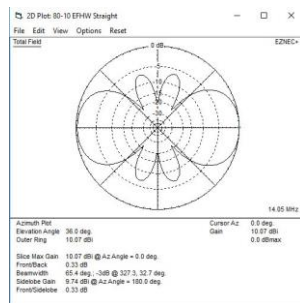 2D Plot: 80-10 EFHW Straight
File Edit View Options Reset
Total Field
EZNEC+
0 dB
-5
-10
-20
-30
14.05 MHz
Azimuth Plot
Cursor Az 0.0 deg.
Elevation Angle 36.0 deg.
Gain 10.07 dBi
Outer Ring 10.07 dBi
0.0 dBmax
Slice Max Gain 10.07 dBi @ Az Angle = 0.0 deg.
Front/Back 0.33 dB
Beamwidth 65.4 deg.; -3dB @ 327.3, 32.7 deg.
Sidelobe Gain 9.74 dBi @ Az Angle = 180.0 deg.
Front/Sidelobe 0.33 dB